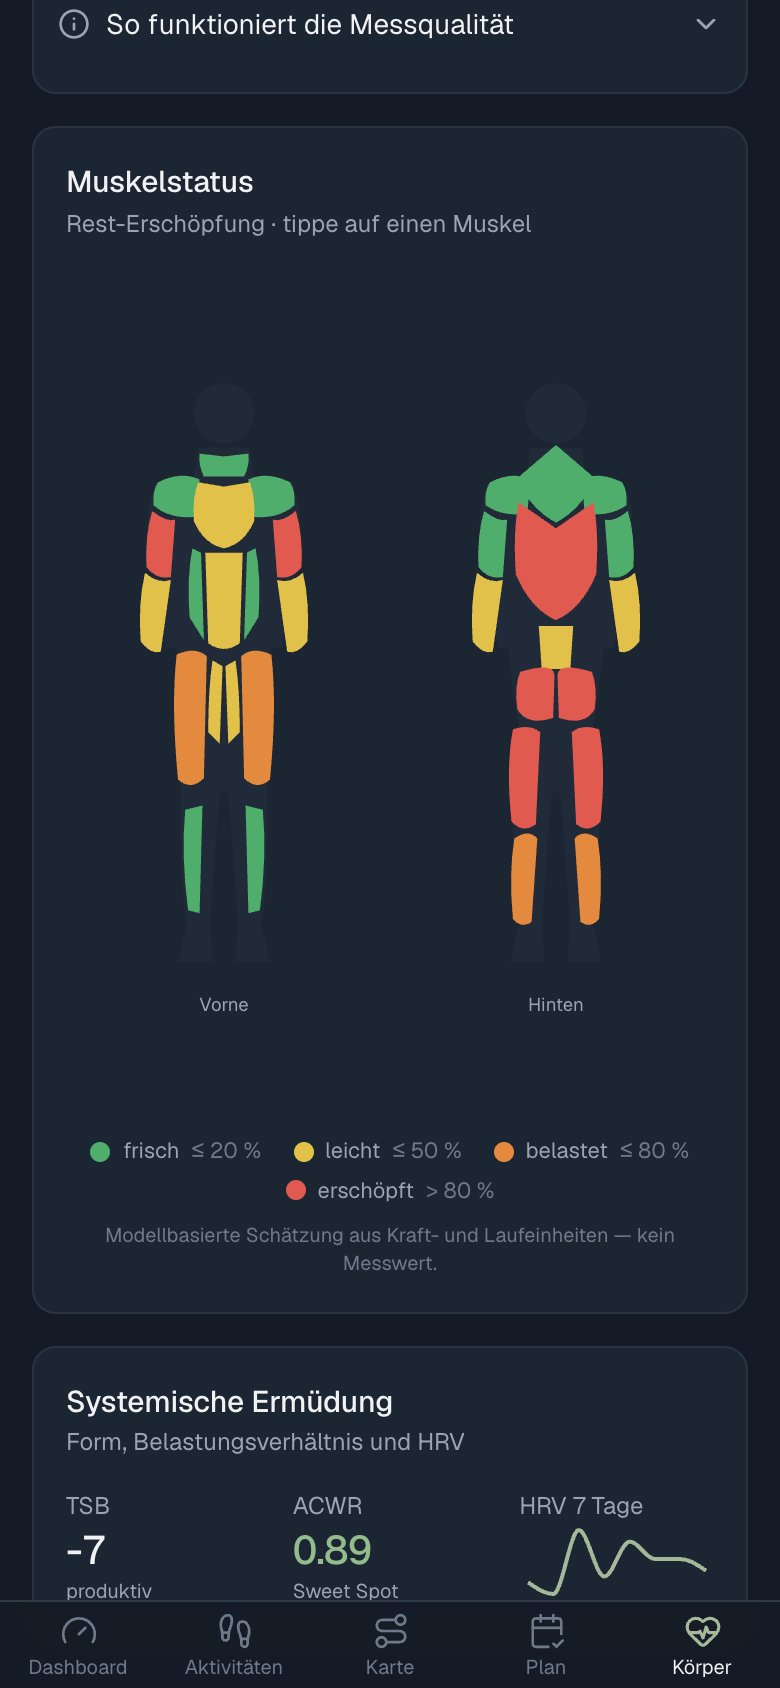 So funktioniert die Messqualität
Muskelstatus
Rest-Erschöpfung · tippe auf einen Muskel
Vorne
Hinten
frisch ≤ 20 % leicht ≤ 50 % belastet ≤ 80 %
erschöpft > 80 %
Modellbasierte Schätzung aus Kraft- und Laufeinheiten — kein
Messwert.
Systemische Ermüdung
Form, Belastungsverhältnis und HRV
TSB ACWR HRV 7 Tage
-7 0.89
produktiv Sweet Spot
Dashboard Aktivitäten Karte Plan Körper